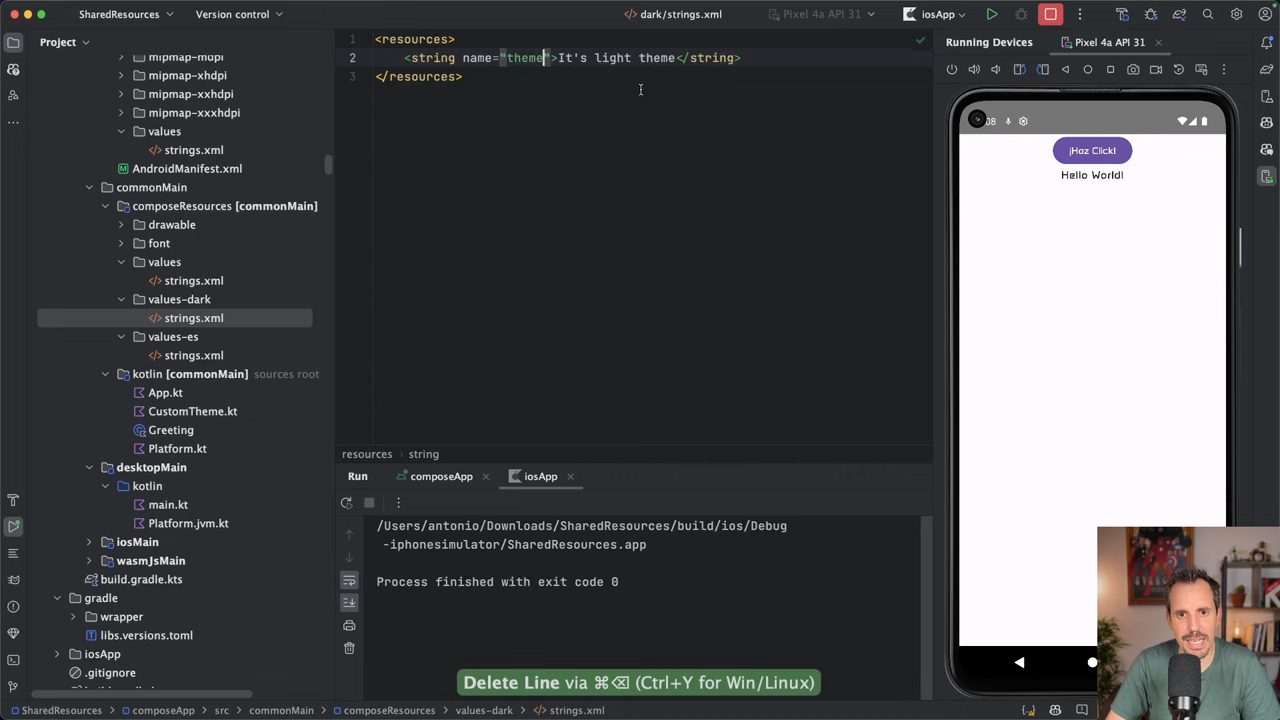 SharedResources
Version control
dark/strings.xml
Pixel 4a API 31
iosApp
Project
mipmap-xhdpi
mipmap-xxhdpi
mipmap-xxxhdpi
values
strings.xml
AndroidManifest.xml
commonMain
composeResources [commonMain]
drawable
font
values
strings.xml
values-dark
strings.xml
values-es
strings.xml
kotlin [commonMain] sources root
App.kt
CustomTheme.kt
Greeting
Platform.kt
desktopMain
kotlin
main.kt
Platform.jvm.kt
iosMain
wasmJsMain
build.gradle.kts
gradle
wrapper
libs.versions.toml
iosApp
.gitignore
1 <resources>
2 <string name="theme">It's light theme</string>
3 </resources>
resources string
Running Devices
Pixel 4a API 31
¡Haz Click!
Hello World!
Run composeApp iosApp
/Users/antonio/Downloads/SharedResources/build/ios/Debug
-iphonesimulator/SharedResources.app
Process finished with exit code 0
Delete Line via ⌘⌫ (Ctrl+Y for Win/Linux)
SharedResources > composeApp > src > commonMain > composeResources > values-dark > strings.xml